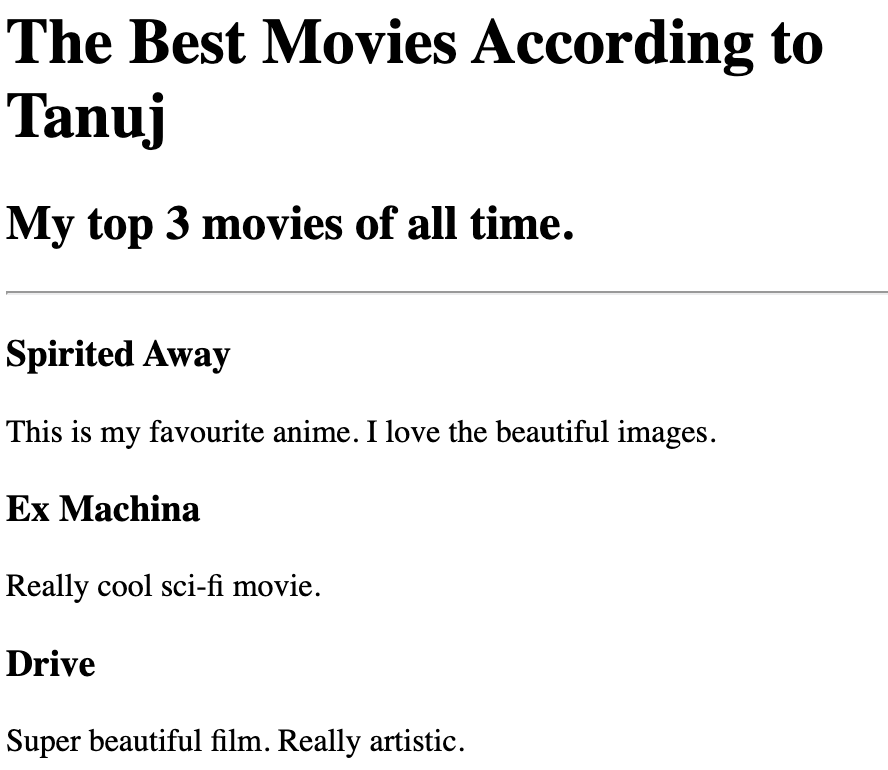 The Best Movies According to
Tanuj
My top 3 movies of all time.
Spirited Away
This is my favourite anime. I love the beautiful images.
Ex Machina
Really cool sci-fi movie.
Drive
Super beautiful film. Really artistic.